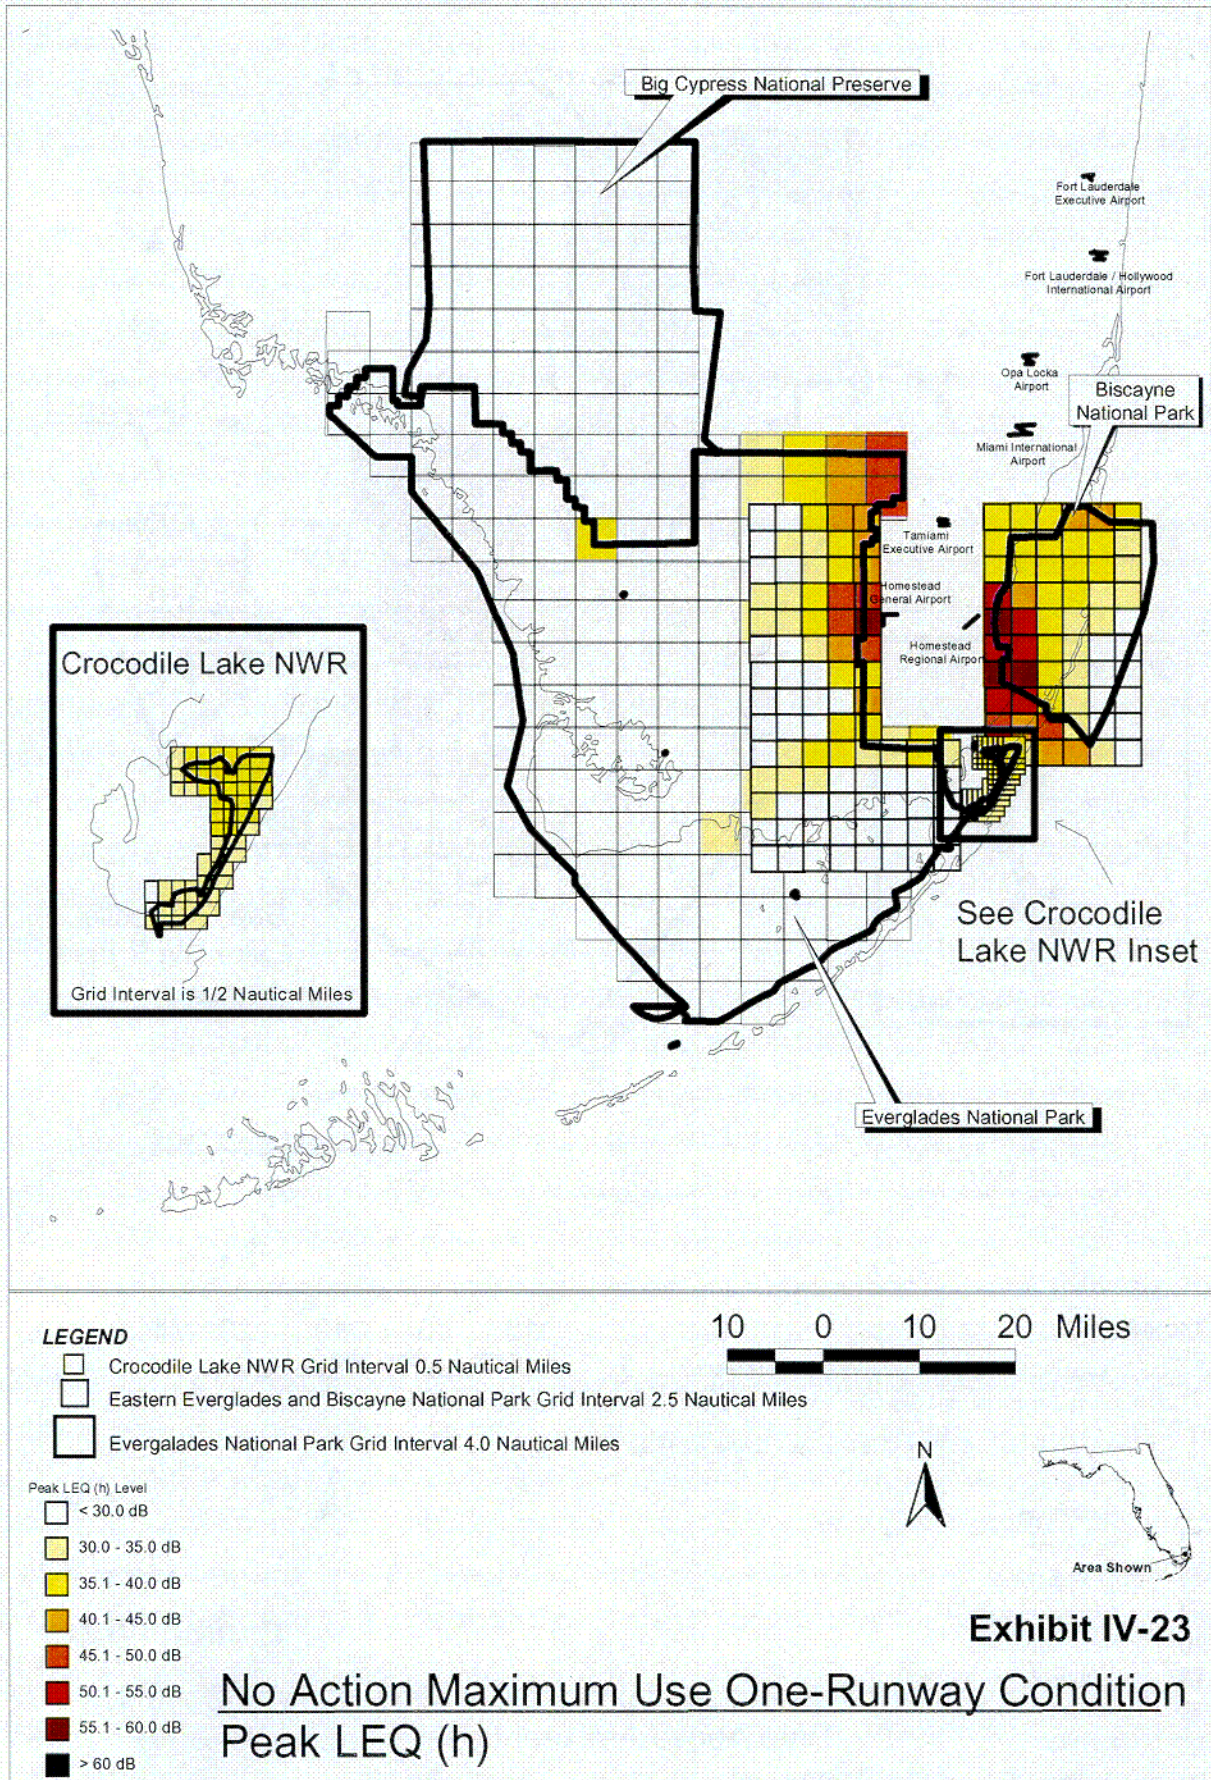 Big Cypress National Preserve
Fort Lauderdale
Executive Airport
Fort Lauderdale / Hollywood
International Airport
Opa Locka
Airport
Biscayne
National Park
Miami International
Airport
Tamiami
Executive Airport
Homestead
General Airport
Homestead
Regional Airport
Crocodile Lake NWR
Grid Interval is 1/2 Nautical Miles
See Crocodile
Lake NWR Inset
Everglades National Park
LEGEND
Crocodile Lake NWR Grid Interval 0.5 Nautical Miles
Eastern Everglades and Biscayne National Park Grid Interval 2.5 Nautical Miles
Evergalades National Park Grid Interval 4.0 Nautical Miles
10 0 10 20 Miles
N
Area Shown
Peak LEQ (h) Level
< 30.0 dB
30.0 - 35.0 dB
35.1 - 40.0 dB
40.1 - 45.0 dB
45.1 - 50.0 dB
50.1 - 55.0 dB
55.1 - 60.0 dB
> 60 dB
Exhibit IV-23
No Action Maximum Use One-Runway Condition
Peak LEQ (h)